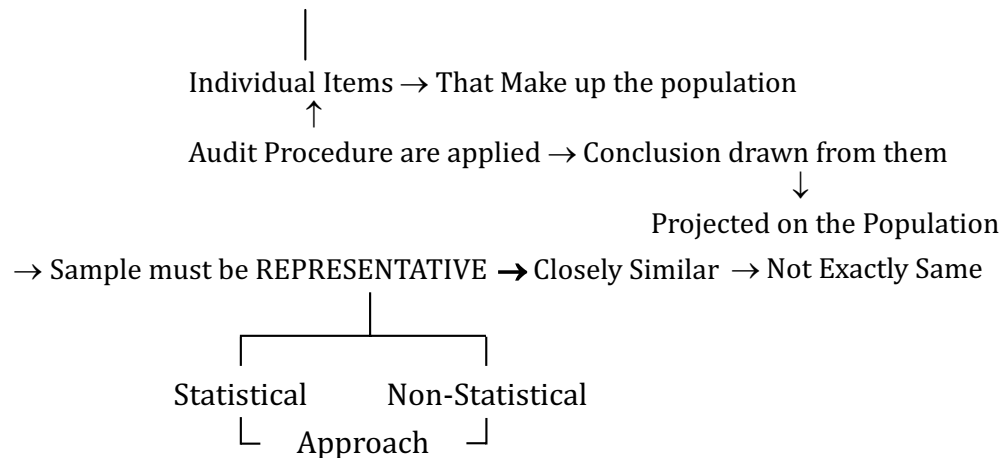 Individual Items → That Make up the population
↑
Audit Procedure are applied → Conclusion drawn from them
↓
Projected on the Population
→ Sample must be REPRESENTATIVE → Closely Similar → Not Exactly Same
Statistical Non-Statistical
Approach